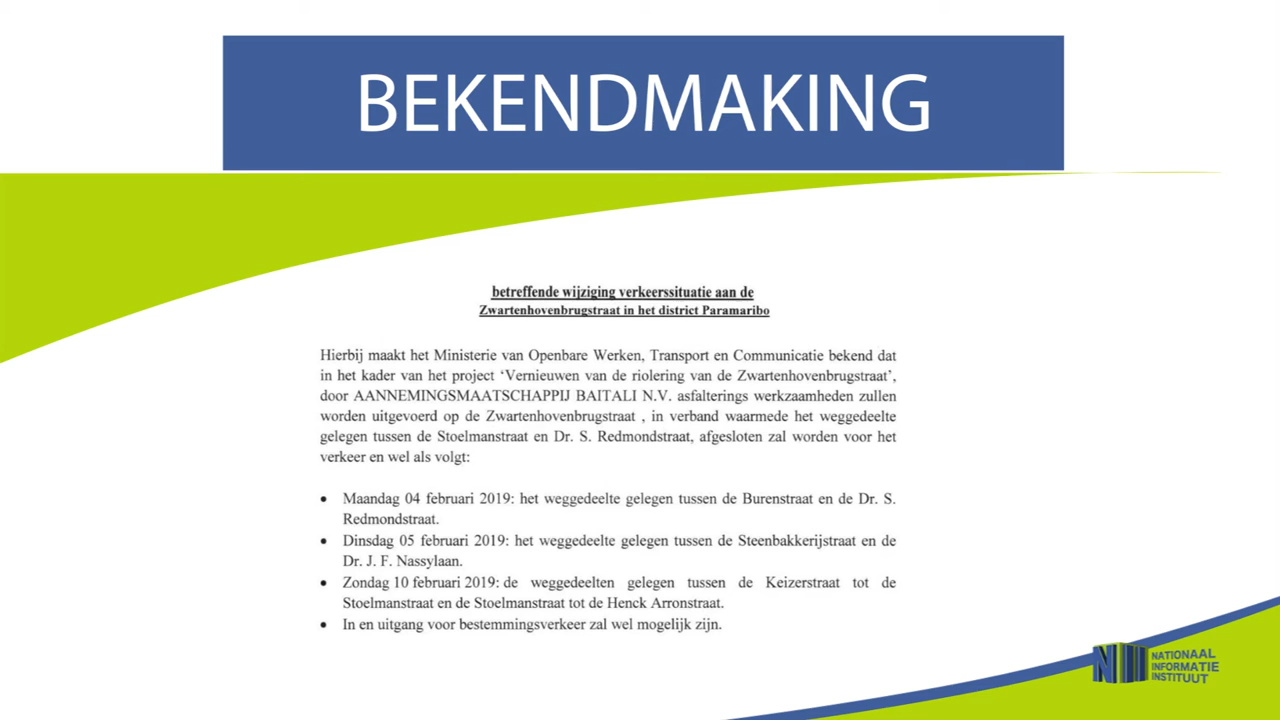 BEKENDMAKING
betreffende wijziging verkeerssituatie aan de
Zwartenhovenbrugstraat in het district Paramaribo
Hierbij maakt het Ministerie van Openbare Werken, Transport en Communicatie bekend dat
in het kader van het project ‘Vernieuwen van de riolering van de Zwartenhovenbrugstraat’,
door AANNEMINGSMAATSCHAPPIJ BAITALI N.V. asfalterings werkzaamheden zullen
worden uitgevoerd op de Zwartenhovenbrugstraat , in verband waarmede het weggedeelte
gelegen tussen de Stoelmanstraat en Dr. S. Redmondstraat, afgesloten zal worden voor het
verkeer en wel als volgt:
• Maandag 04 februari 2019: het weggedeelte gelegen tussen de Burenstraat en de Dr. S.
Redmondstraat.
• Dinsdag 05 februari 2019: het weggedeelte gelegen tussen de Steenbakkerijstraat en de
Dr. J. F. Nassylaan.
• Zondag 10 februari 2019: de weggedeelten gelegen tussen de Keizerstraat tot de
Stoelmanstraat en de Stoelmanstraat tot de Henck Arronstraat.
• In en uitgang voor bestemmingsverkeer zal wel mogelijk zijn.
NATIONAAL
INFORMATIE
INSTITUUT